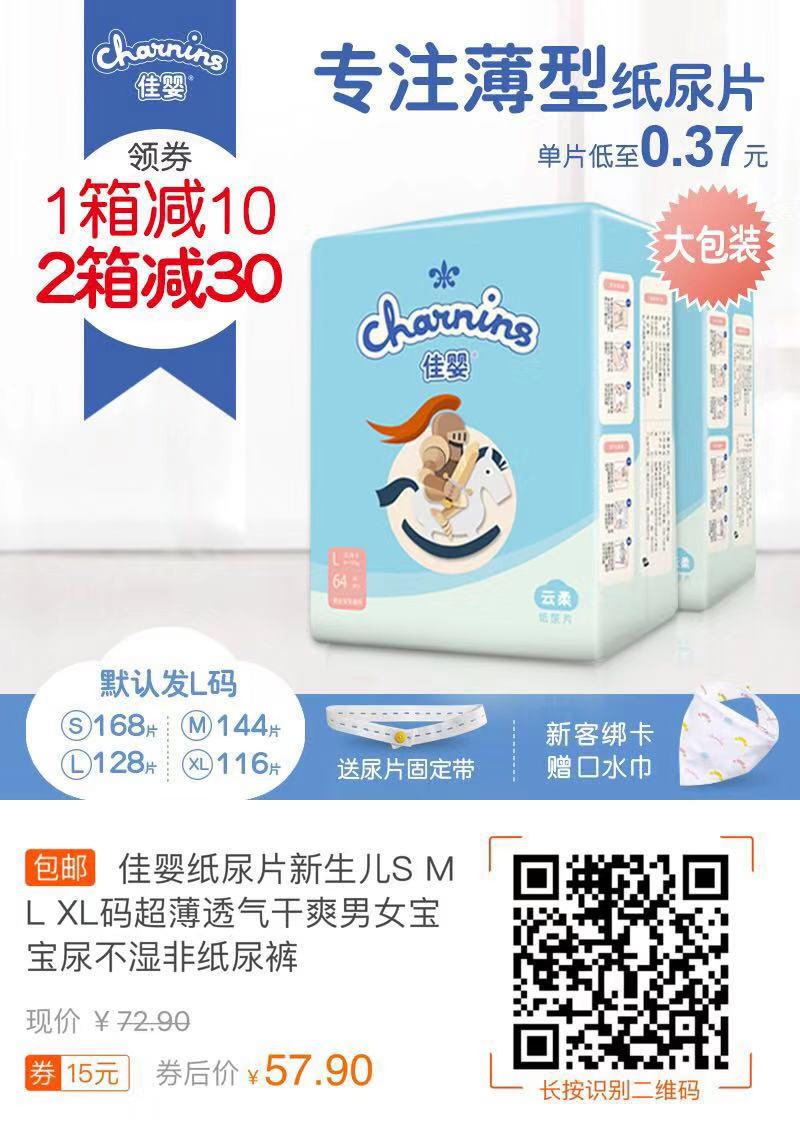 charnins
佳婴®
专注薄型纸尿片
单片低至0.37元
领券
1箱减10
2箱减30
大包装
charnins
佳婴
L
64
云柔
纸尿片
默认发L码
S 168片 M 144片
L 128片 XL 116片
送尿片固定带
新客绑卡
赠口水巾
包邮 佳婴纸尿片新生儿S M
L XL码超薄透气干爽男女宝
宝尿不湿非纸尿裤
现价 ¥72.90
券 15元 券后价 ¥57.90
长按识别二维码